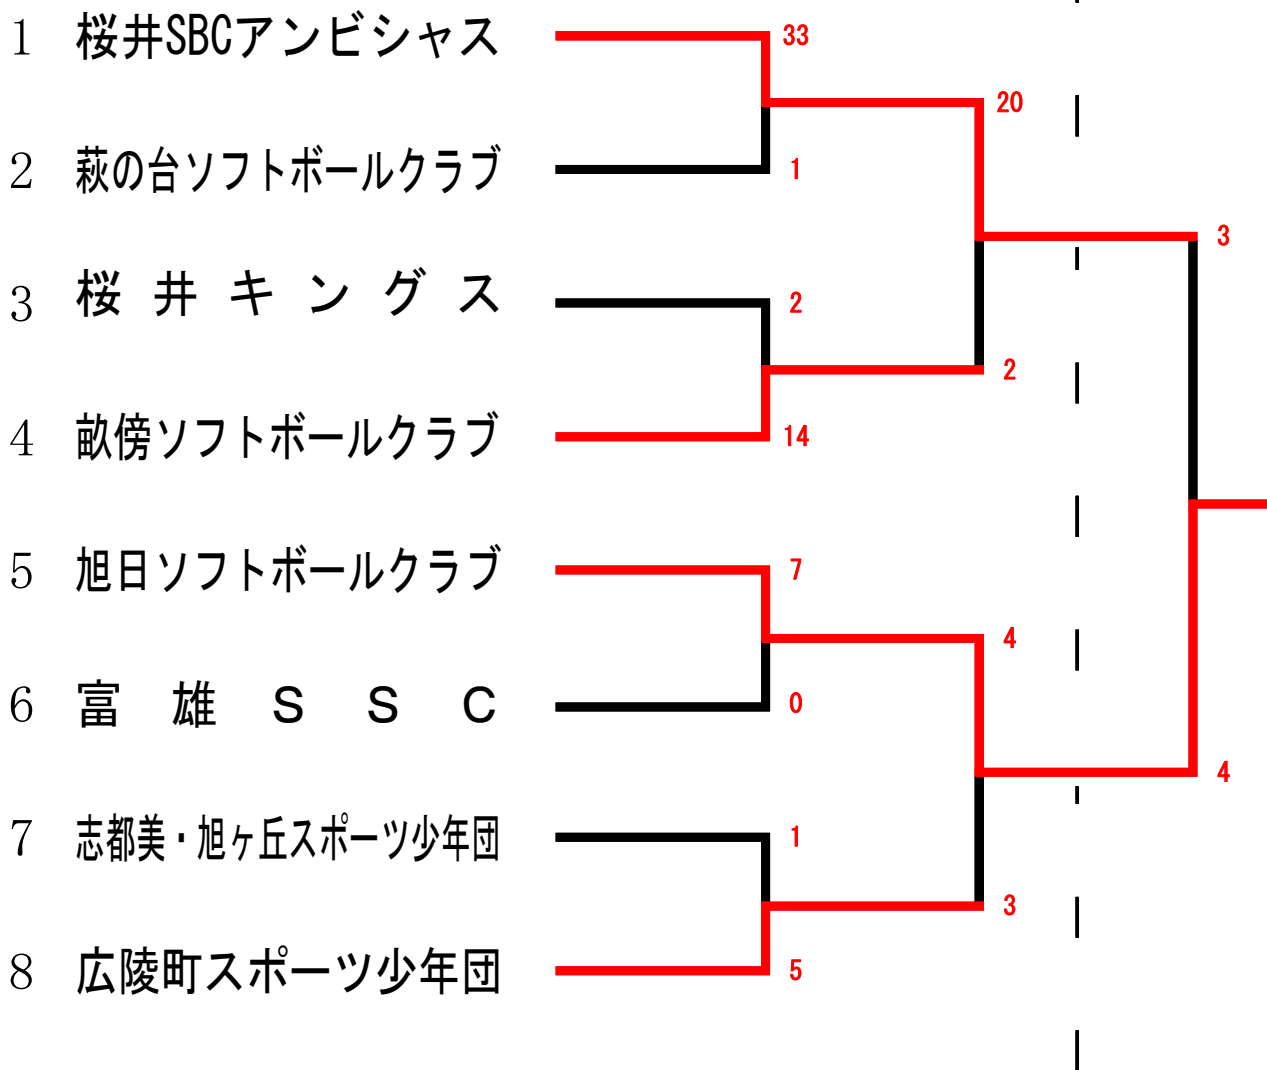 1 桜井SBCアンビシャス 33
20
2 萩の台ソフトボールクラブ 1
3
3 桜井キングス 2
2
4 畝傍ソフトボールクラブ 14
5 旭日ソフトボールクラブ 7
4
6 富雄SSC 0
4
7 志都美・旭ヶ丘スポーツ少年団 1
3
8 広陵町スポーツ少年団 5